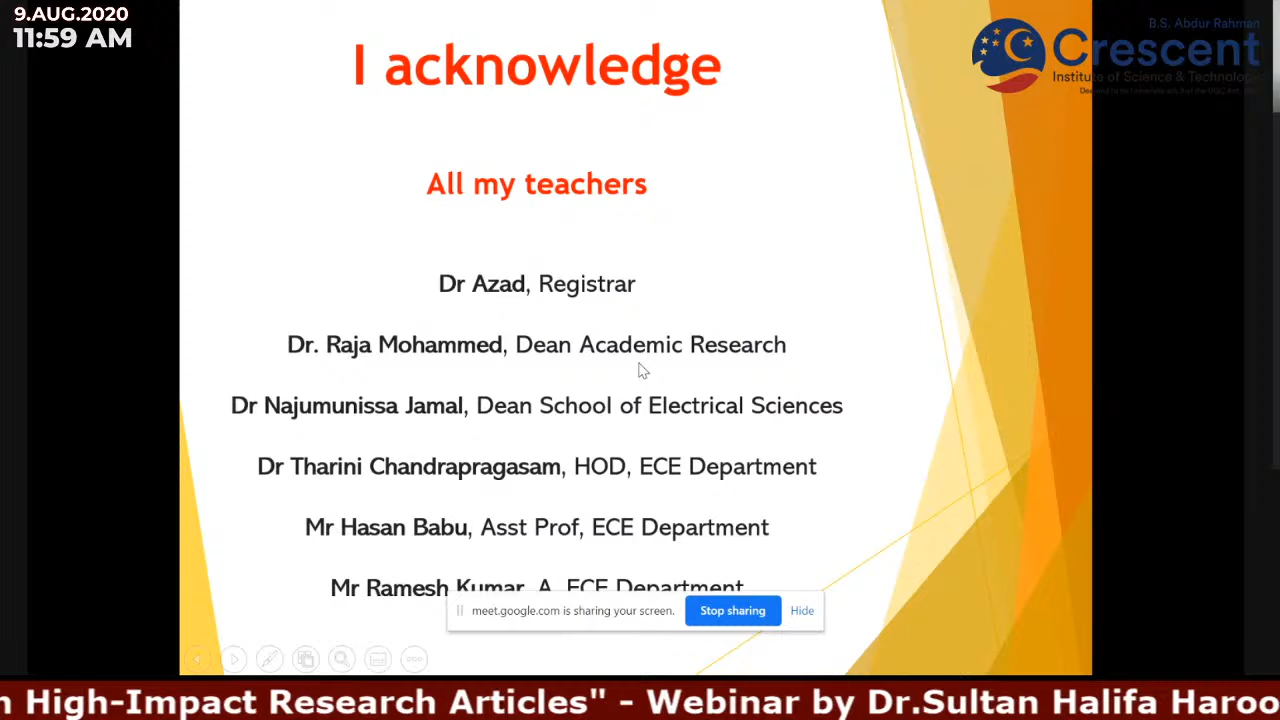 9.AUG.2020
11:59 AM
B.S. Abdur Rahman
Crescent
Institute of Science & Technology
I acknowledge
All my teachers
Dr Azad, Registrar
Dr. Raja Mohammed, Dean Academic Research
Dr Najumunissa Jamal, Dean School of Electrical Sciences
Dr Tharini Chandrapragasam, HOD, ECE Department
Mr Hasan Babu, Asst Prof, ECE Department
Mr Ramesh Kumar, A, ECE Department
meet.google.com is sharing your screen.
Stop sharing
Hide
n High-Impact Research Articles" - Webinar by Dr.Sultan Halifa Haroo